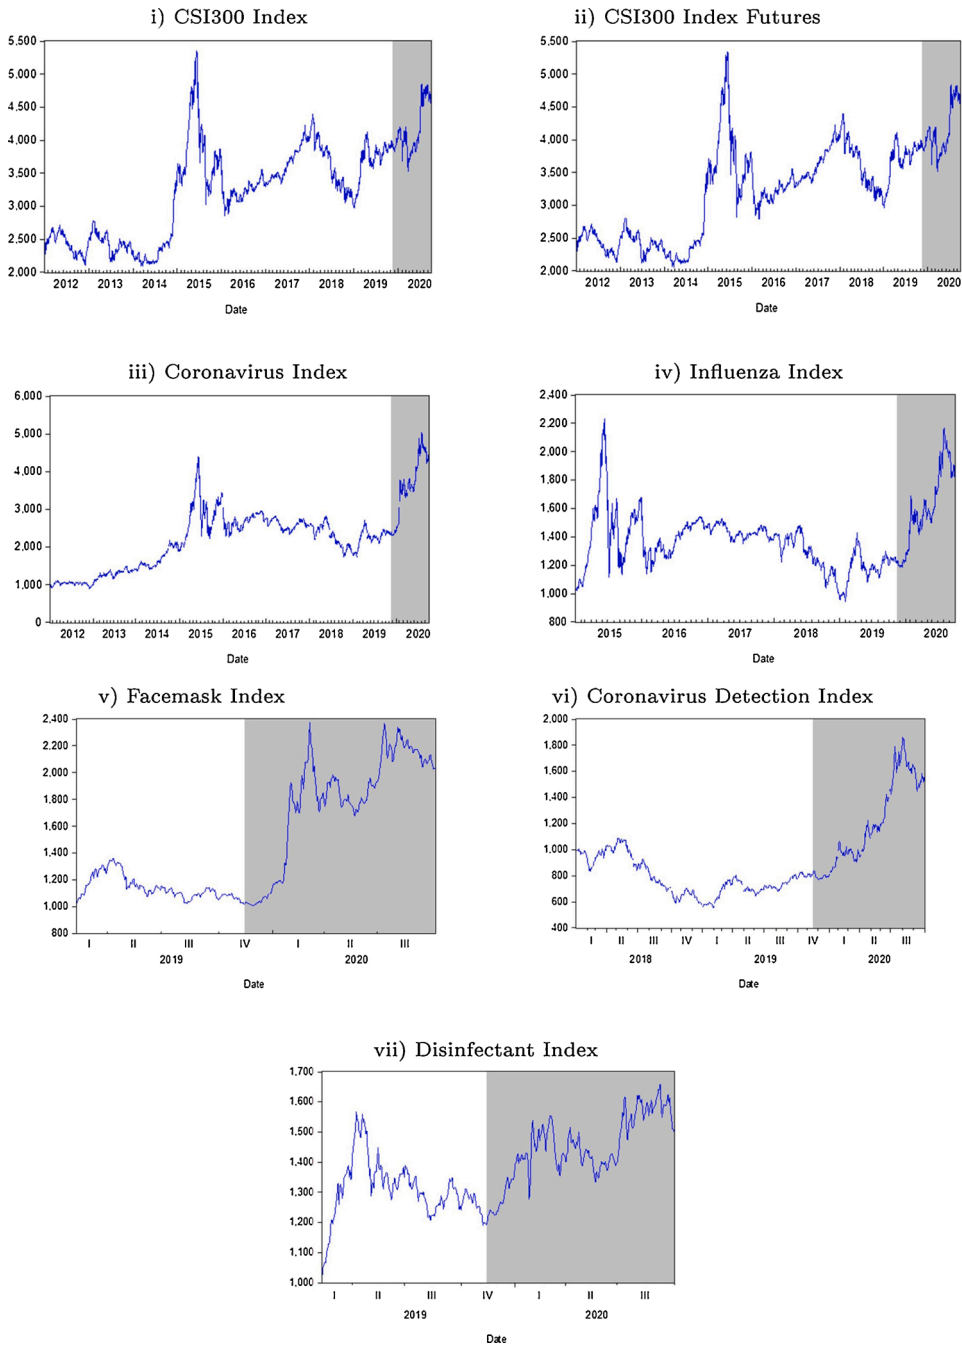 i) CSI300 Index
5,500
5,000
4,500
4,000
3,500
3,000
2,500
2,000
2012 2013 2014 2015 2016 2017 2018 2019 2020
Date
ii) CSI300 Index Futures
5,500
5,000
4,500
4,000
3,500
3,000
2,500
2,000
2012 2013 2014 2015 2016 2017 2018 2019 2020
Date
iii) Coronavirus Index
6,000
5,000
4,000
3,000
2,000
1,000
0
2012 2013 2014 2015 2016 2017 2018 2019 2020
Date
iv) Influenza Index
2,400
2,200
2,000
1,800
1,600
1,400
1,200
1,000
800
2015 2016 2017 2018 2019 2020
Date
v) Facemask Index
2,400
2,200
2,000
1,800
1,600
1,400
1,200
1,000
800
I II III IV I II III
2019 2020
Date
vi) Coronavirus Detection Index
2,000
1,800
1,600
1,400
1,200
1,000
800
600
400
I II III IV I II III IV I II III
2018 2019 2020
Date
vii) Disinfectant Index
1,700
1,600
1,500
1,400
1,300
1,200
1,100
1,000
I II III IV I II III
2019 2020
Date